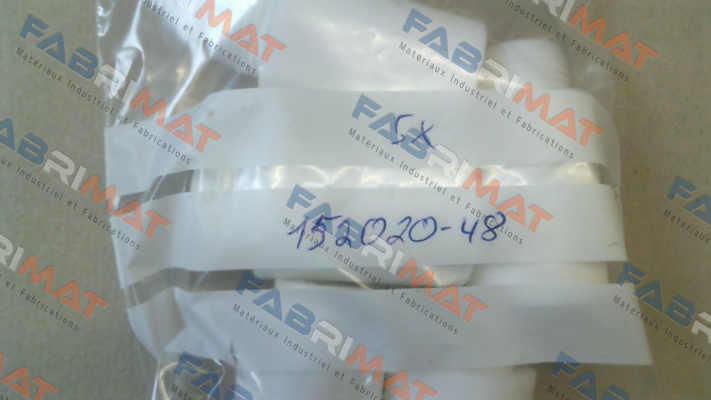 FABRIMAT
Matériaux Industriel et Fabrications
5X
152020-48